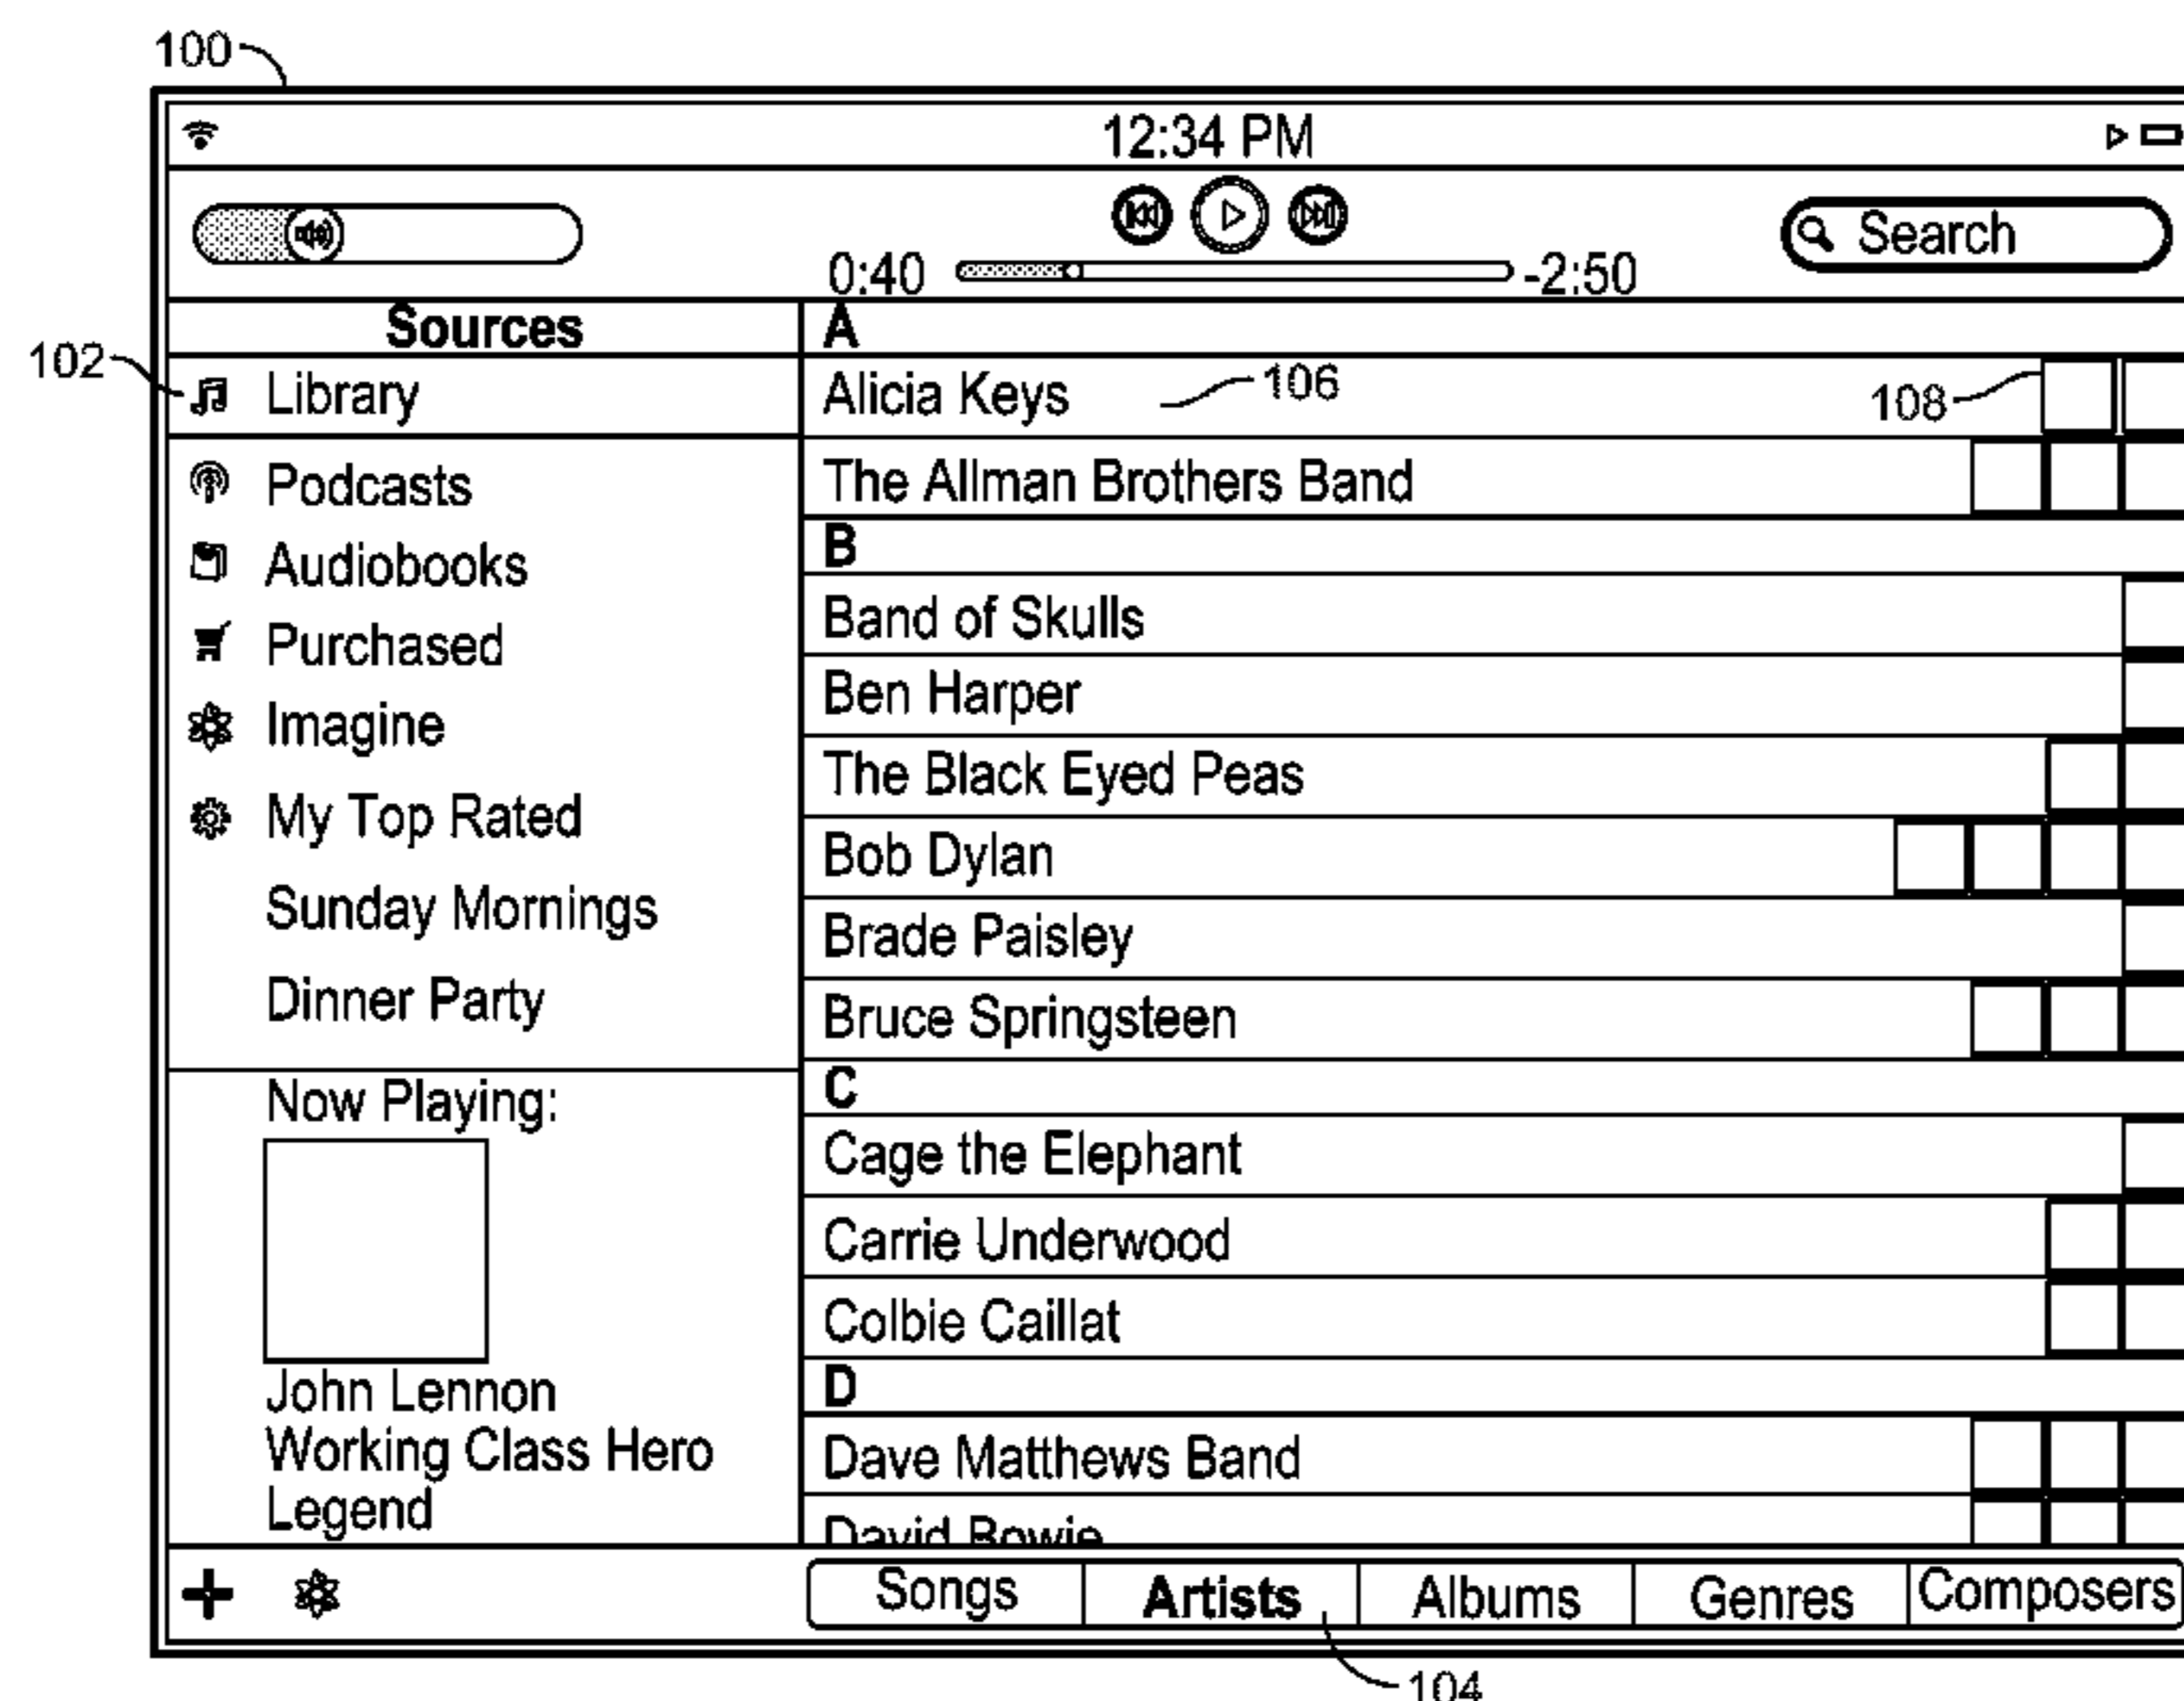 100
12:34 PM
Search
0:40 -2:50
Sources
A
102
Library
Alicia Keys
106
108
Podcasts
The Allman Brothers Band
B
Audiobooks
Band of Skulls
Purchased
Ben Harper
Imagine
The Black Eyed Peas
My Top Rated
Bob Dylan
Sunday Mornings
Brade Paisley
Dinner Party
Bruce Springsteen
Now Playing:
C
Cage the Elephant
Carrie Underwood
Colbie Caillat
John Lennon
D
Working Class Hero
Dave Matthews Band
Legend
David Bowie
Songs Artists Albums Genres Composers
104